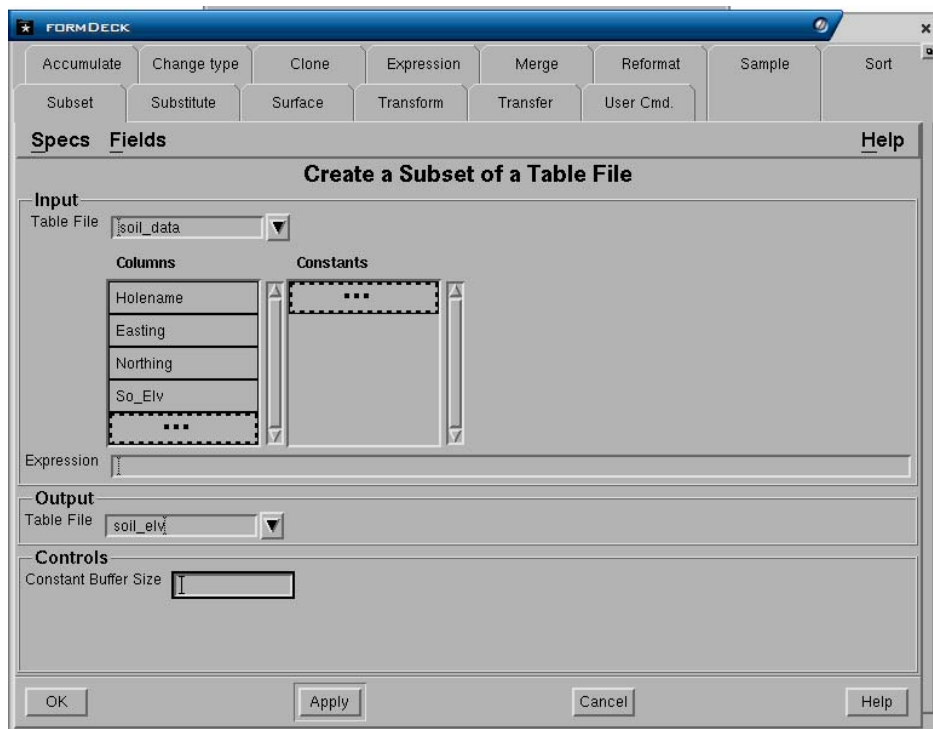 FORMDECK
Accumulate Change type Clone Expression Merge Reformat Sample Sort
Subset Substitute Surface Transform Transfer User Cmd.
Specs Fields Help
Create a Subset of a Table File
Input
Table File soil_data
Columns Constants
Holename ...
Easting
Northing
So_Elv
...
Expression
Output
Table File soil_elv
Controls
Constant Buffer Size
OK Apply Cancel Help